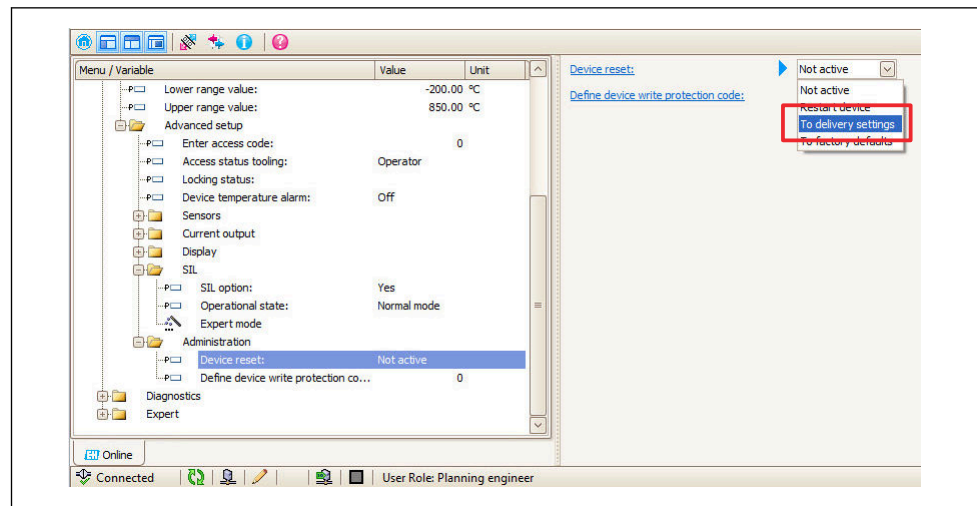 Menu / Variable Value Unit
Lower range value: -200.00 °C
Upper range value: 850.00 °C
Advanced setup
Enter access code: 0
Access status tooling: Operator
Locking status:
Device temperature alarm: Off
Sensors
Current output
Display
SIL
SIL option: Yes
Operational state: Normal mode
Expert mode
Administration
Device reset: Not active
Define device write protection co... 0
Diagnostics
Expert
Online
Device reset: Not active
Define device write protection code:
Not active
Restart device
To delivery settings
To factory defaults
Connected User Role: Planning engineer